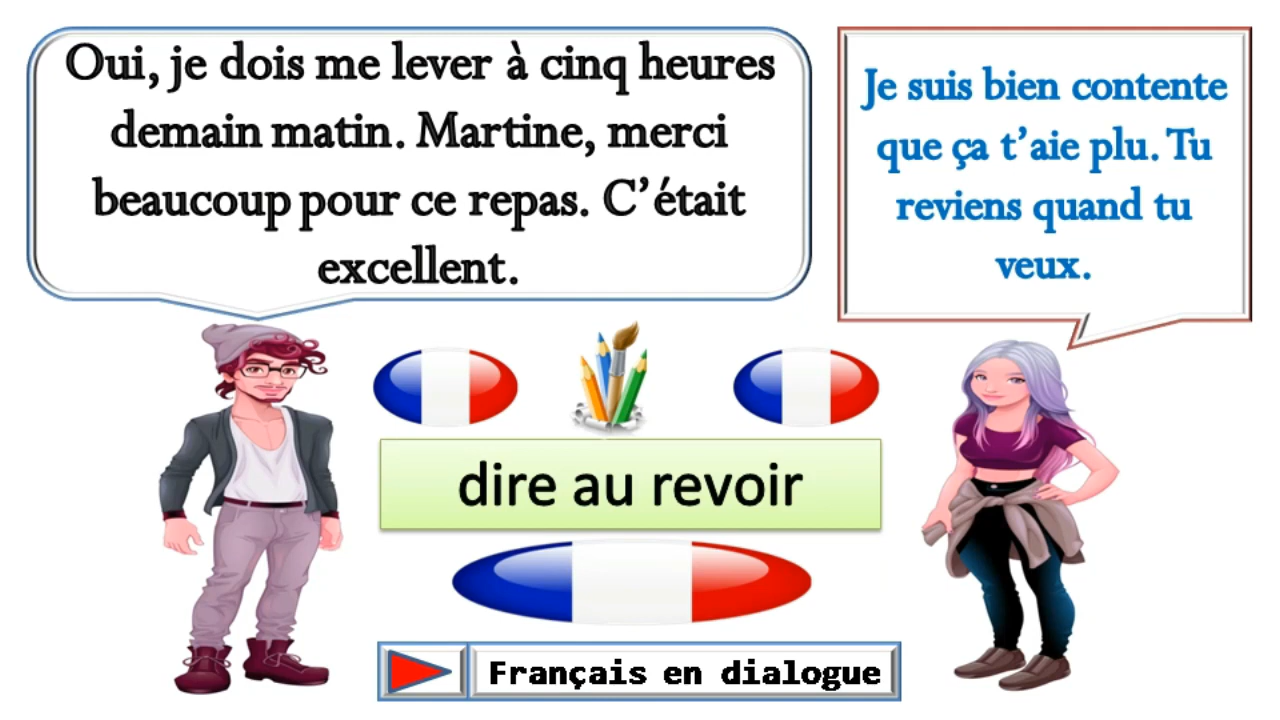 Oui, je dois me lever à cinq heures
demain matin. Martine, merci
beaucoup pour ce repas. C'était
excellent.
Je suis bien contente
que ça t'aie plu. Tu
reviens quand tu
veux.
dire au revoir
Français en dialogue